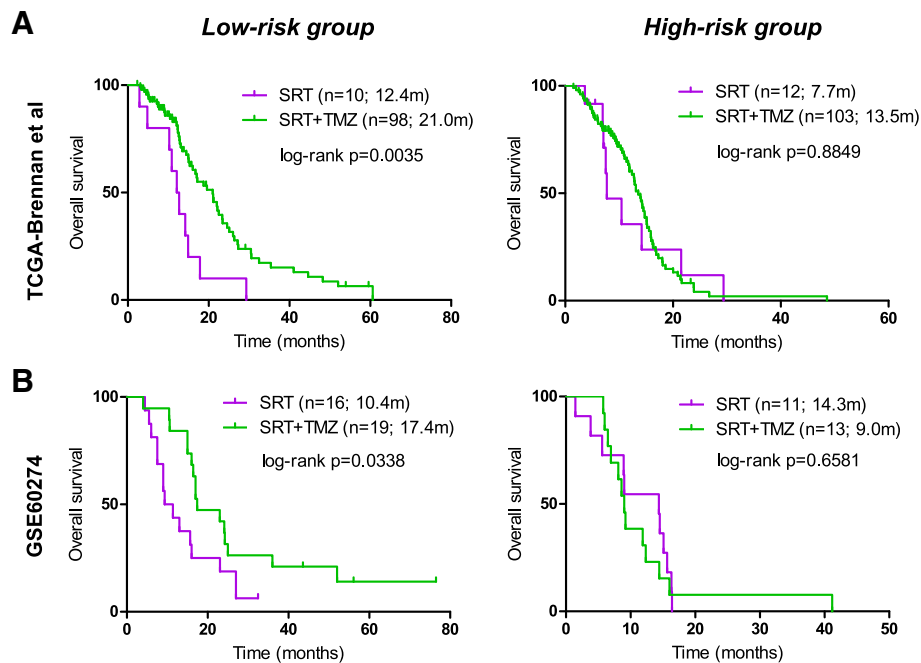 A
Low-risk group
High-risk group
TCGA-Brennan et al
Overall survival
100
50
0
0 20 40 60 80
Time (months)
SRT (n=10; 12.4m)
SRT+TMZ (n=98; 21.0m)
log-rank p=0.0035
Overall survival
100
50
0
0 20 40 60
Time (months)
SRT (n=12; 7.7m)
SRT+TMZ (n=103; 13.5m)
log-rank p=0.8849
B
GSE60274
Overall survival
100
50
0
0 20 40 60 80
Time (months)
SRT (n=16; 10.4m)
SRT+TMZ (n=19; 17.4m)
log-rank p=0.0338
Overall survival
100
50
0
0 10 20 30 40 50
Time (months)
SRT (n=11; 14.3m)
SRT+TMZ (n=13; 9.0m)
log-rank p=0.6581